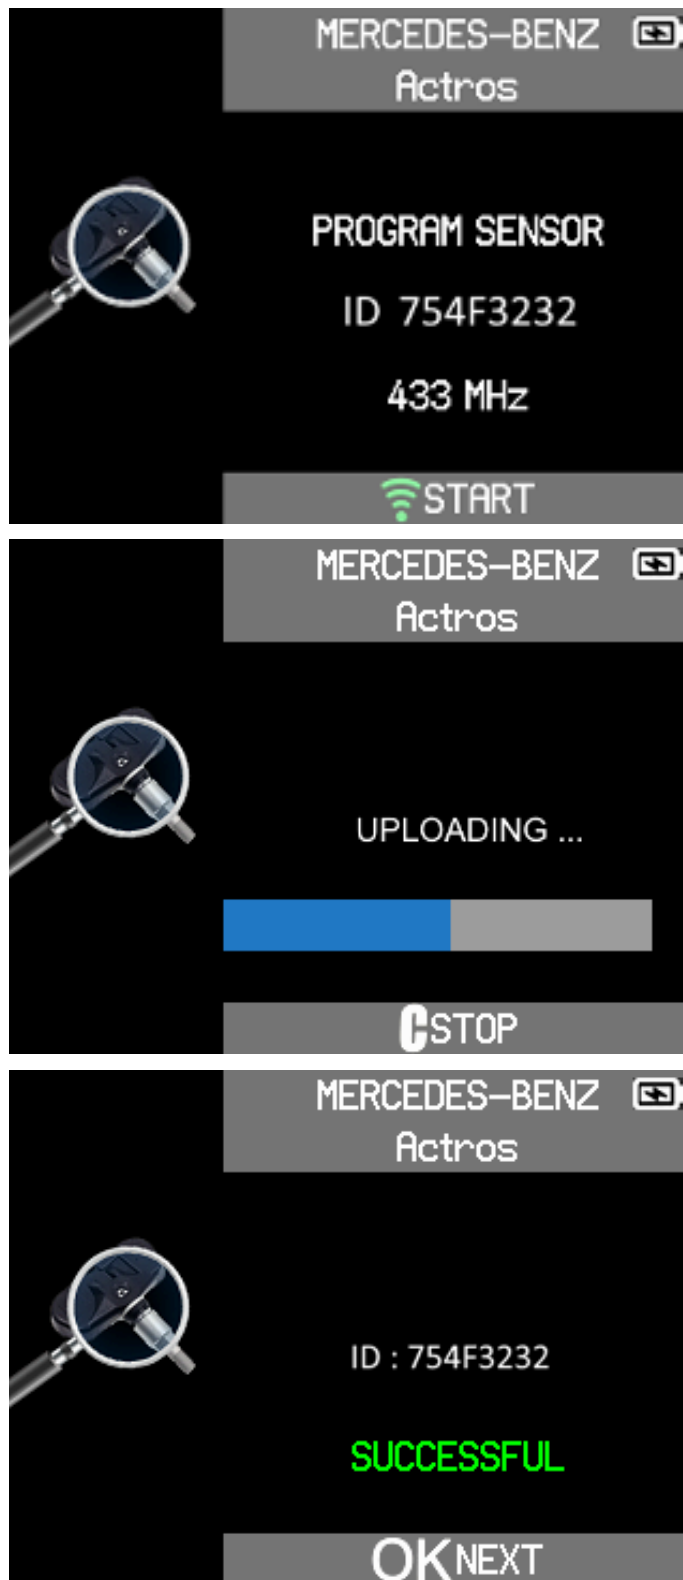 MERCEDES-BENZ
Actros
PROGRAM SENSOR
ID 754F3232
433 MHz
START
MERCEDES-BENZ
Actros
UPLOADING ...
C STOP
MERCEDES-BENZ
Actros
ID : 754F3232
SUCCESSFUL
OK NEXT